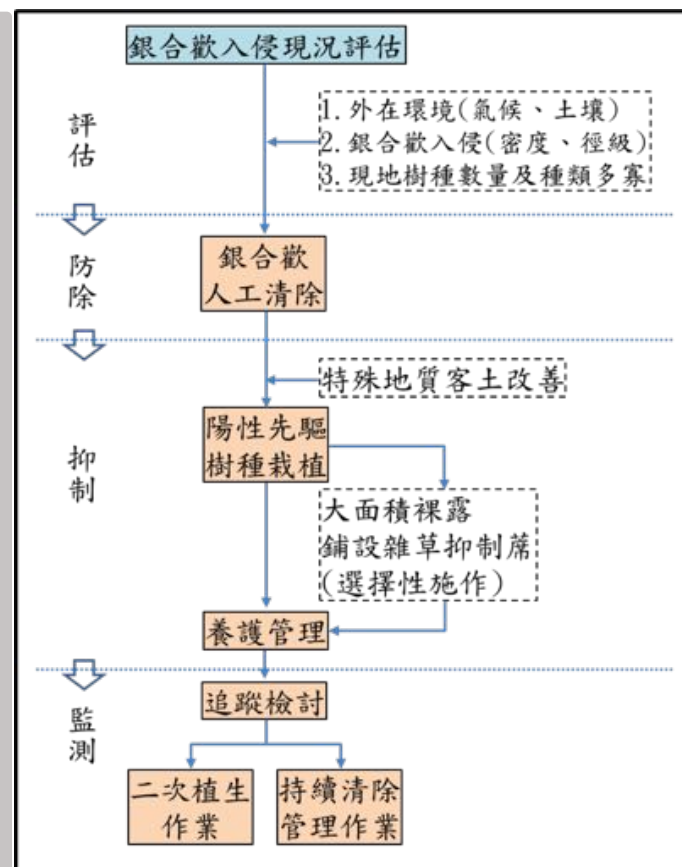 銀合歡入侵現況評估
評估
1.外在環境(氣候、土壤)
2.銀合歡入侵(密度、徑級)
3.現地樹種數量及種類多寡
防除
銀合歡
人工清除
抑制
特殊地質客土改善
陽性先驅
樹種栽植
大面積裸露
鋪設雜草抑制蓆
(選擇性施作)
養護管理
監測
追蹤檢討
二次植生
作業
持續清除
管理作業